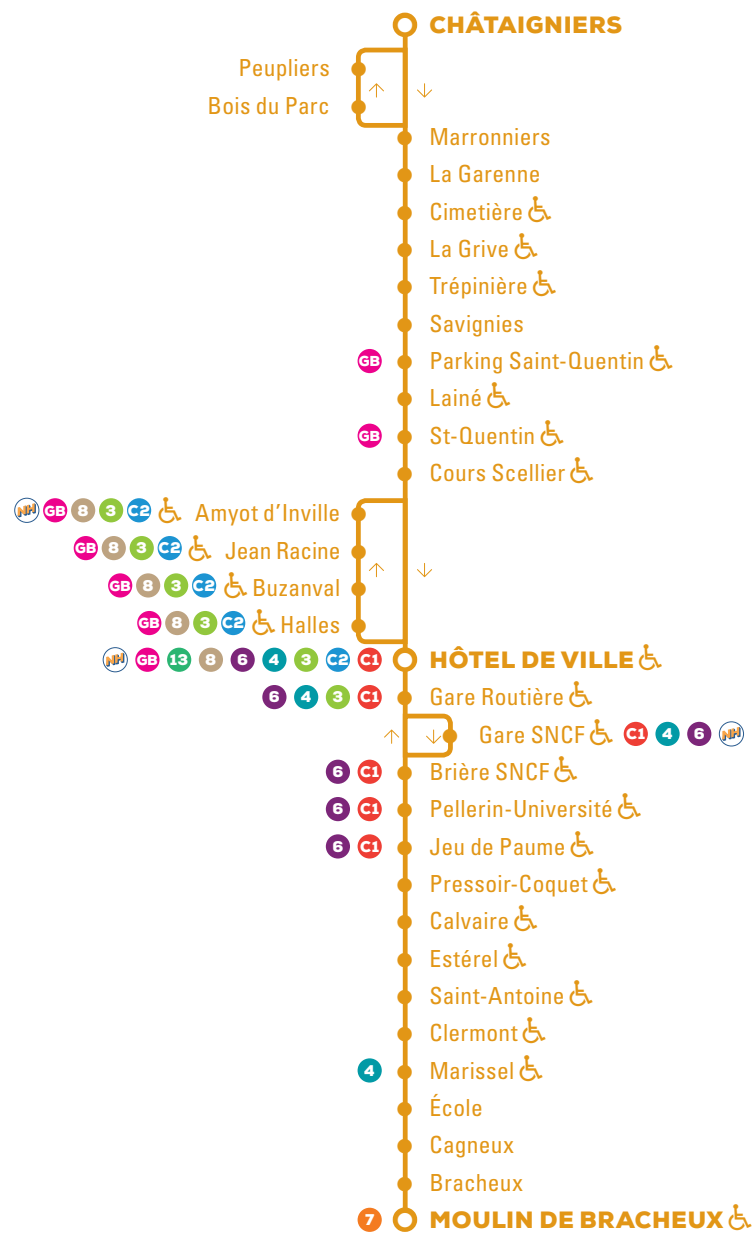 CHÂTAIGNIERS
Peupliers
Bois du Parc
Marronniers
La Garenne
Cimetière
La Grive
Trépinière
Savignies
GB Parking Saint-Quentin
Lainé
GB St-Quentin
Cours Scellier
NH GB 8 3 C2 Amyot d'Inville
GB 8 3 C2 Jean Racine
GB 8 3 C2 Buzanval
GB 8 3 C2 Halles
NH GB 13 8 6 4 3 C2 C1 HÔTEL DE VILLE
6 4 3 C1 Gare Routière
Gare SNCF C1 4 6 NH
6 C1 Brière SNCF
6 C1 Pellerin-Université
6 C1 Jeu de Paume
Pressoir-Coquet
Calvaire
Estérel
Saint-Antoine
Clermont
4 Marissel
École
Cagneux
Bracheux
7 MOULIN DE BRACHEUX